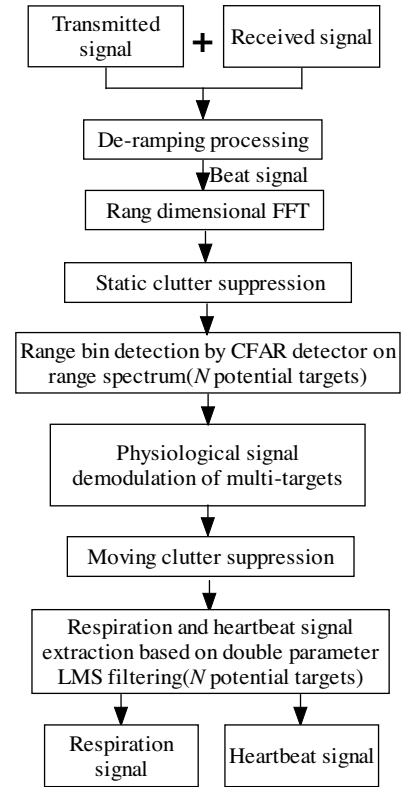 Transmitted
signal
+
Received signal
De-ramping processing
Beat signal
Rang dimensional FFT
Static clutter suppression
Range bin detection by CFAR detector on
range spectrum(N potential targets)
Physiological signal
demodulation of multi-targets
Moving clutter suppression
Respiration and heartbeat signal
extraction based on double parameter
LMS filtering(N potential targets)
Respiration
signal
Heartbeat signal